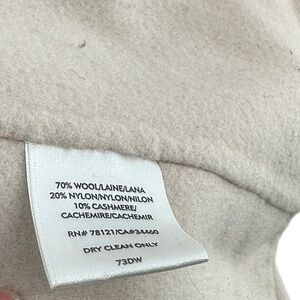 70% WOOL/LAINE/LANA
20% NYLON/NYLON/NILON
10% CASHMERE/
CACHEMIRE/CACHEMIR
RN# 78121/CA#34460
DRY CLEAN ONLY
73DW